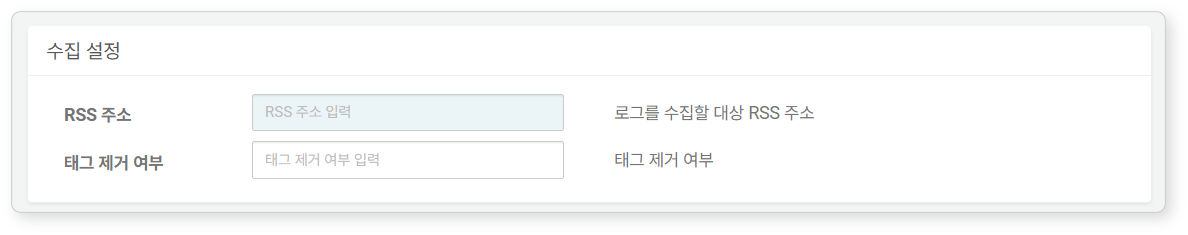 수집 설정
RSS 주소 RSS 주소 입력 로그를 수집할 대상 RSS 주소
태그 제거 여부 태그 제거 여부 입력 태그 제거 여부